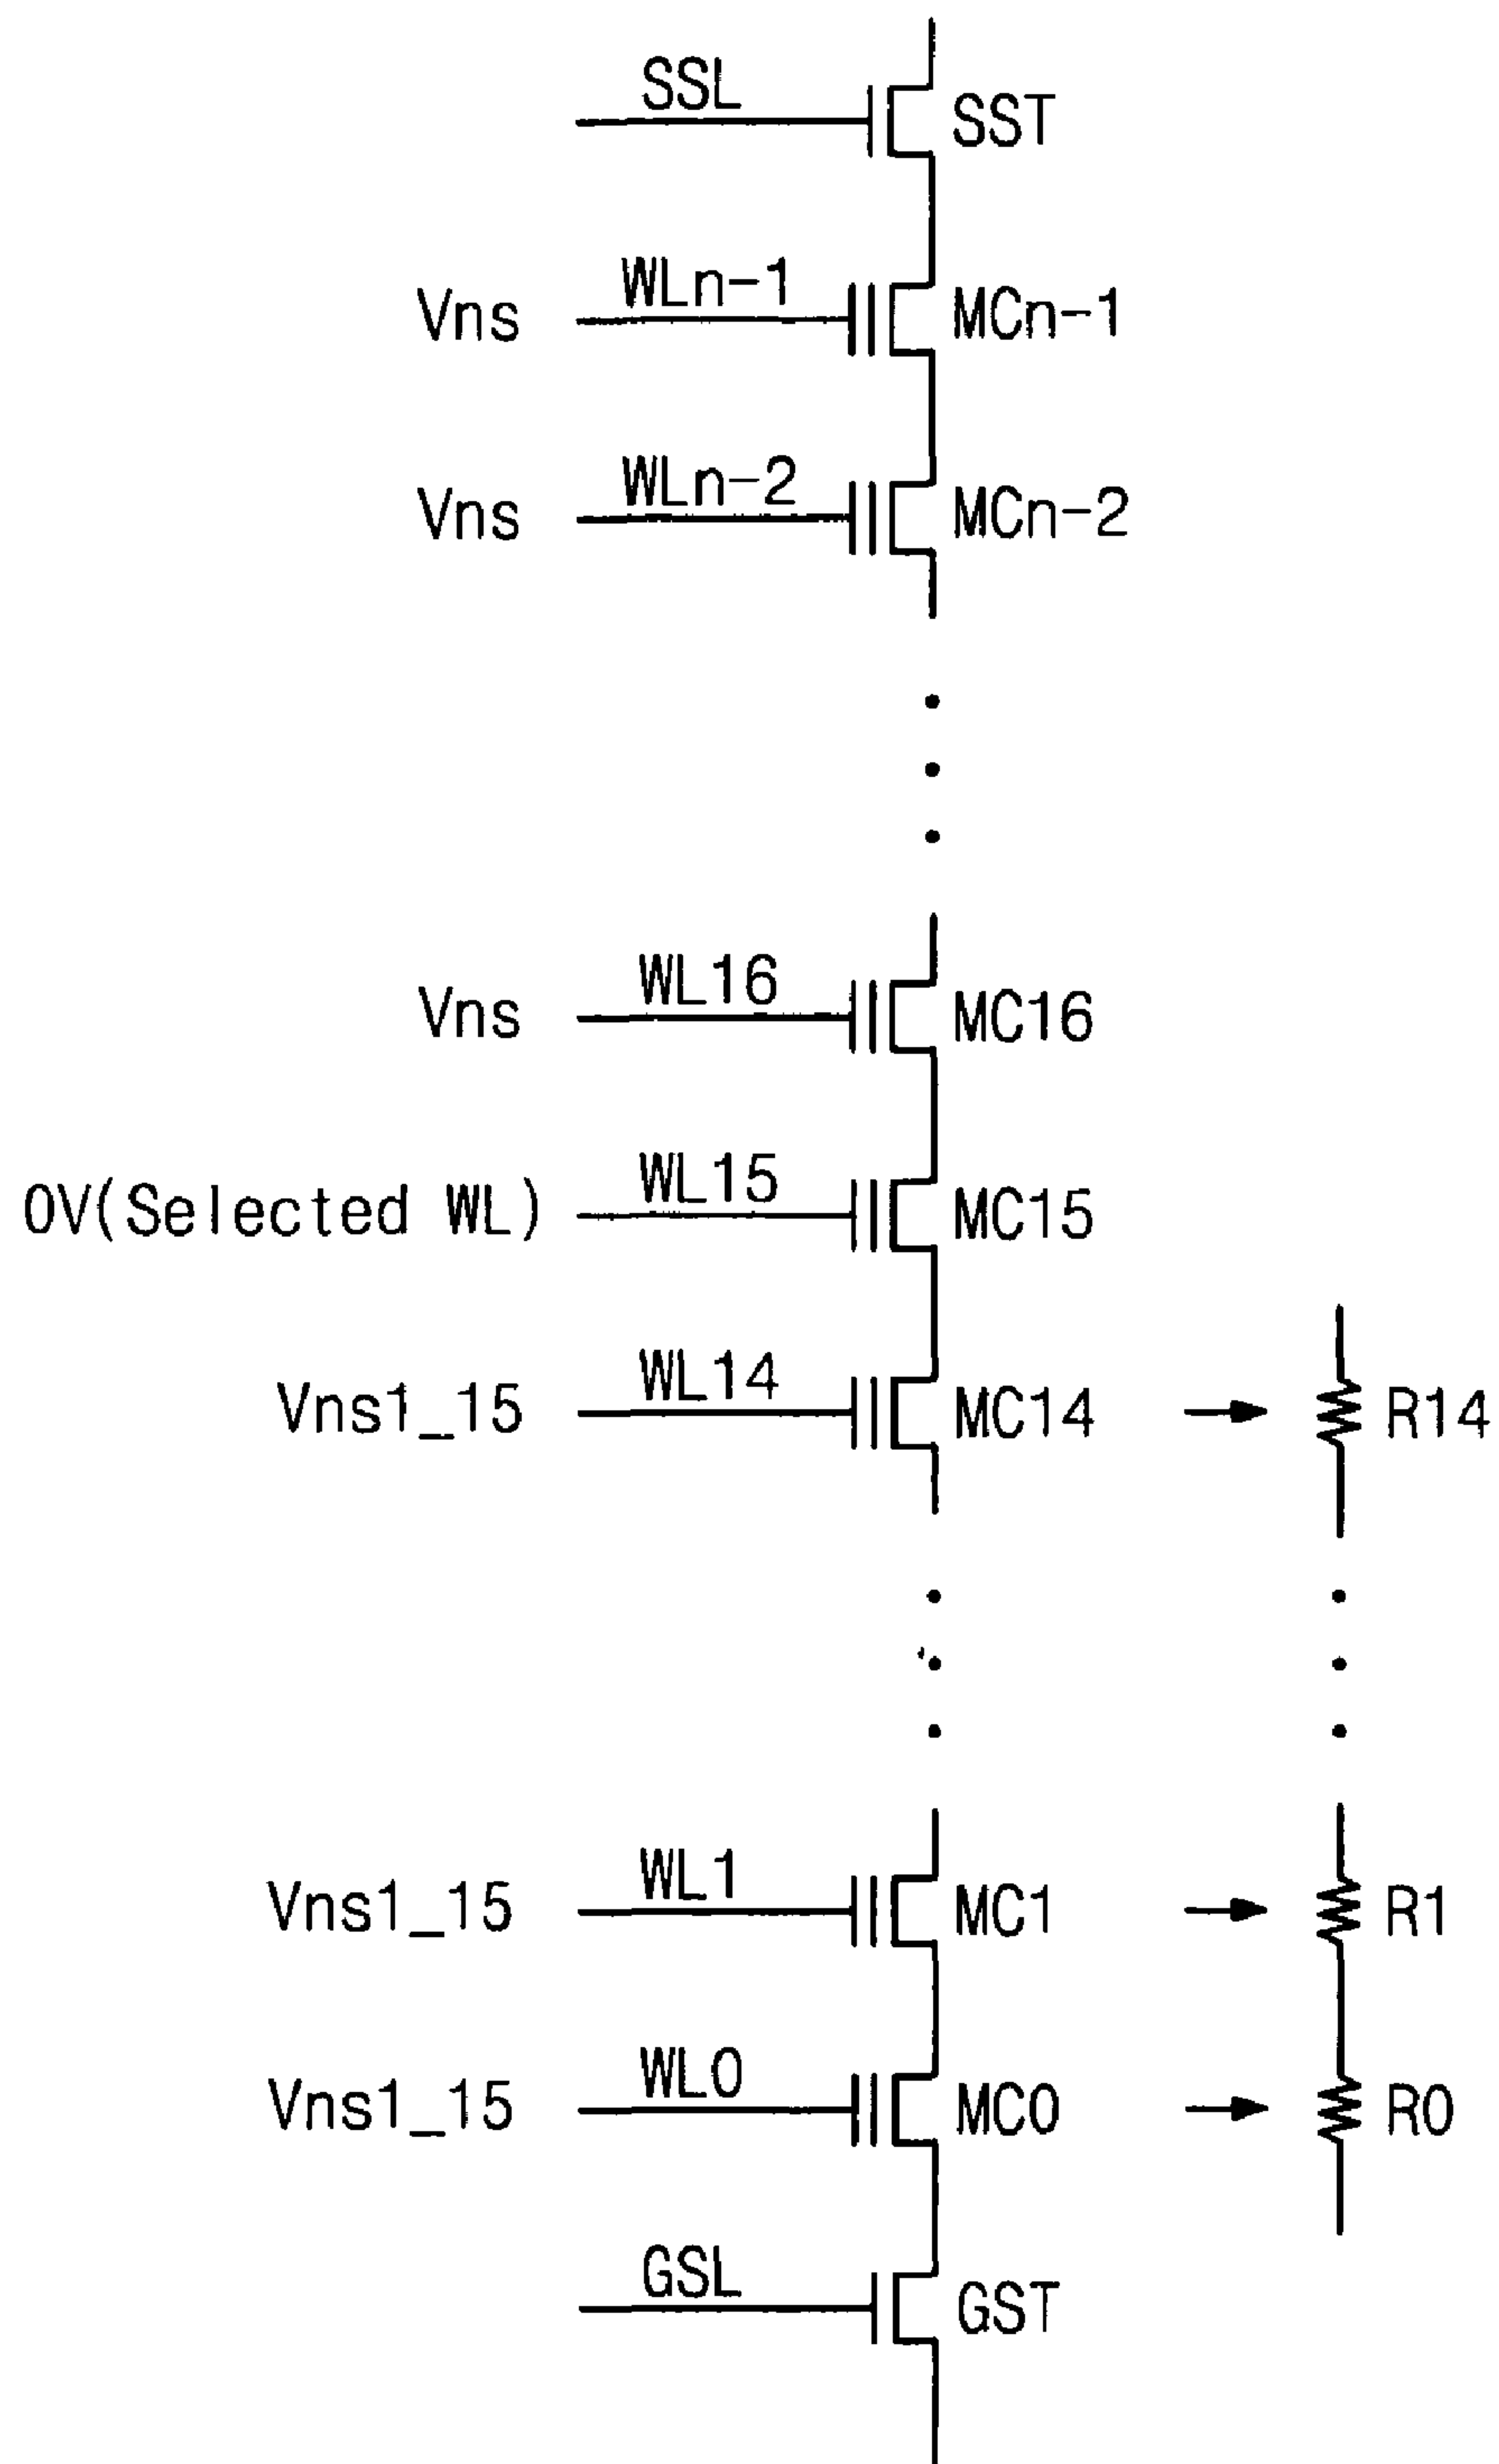 SSL
SST
Vns WLn-1 MCn-1
Vns WLn-2 MCn-2
Vns WL16 MC16
0V(Selected WL) WL15 MC15
Vns1_15 WL14 MC14 R14
Vns1_15 WL1 MC1 R1
Vns1_15 WL0 MC0 R0
GSL
GST